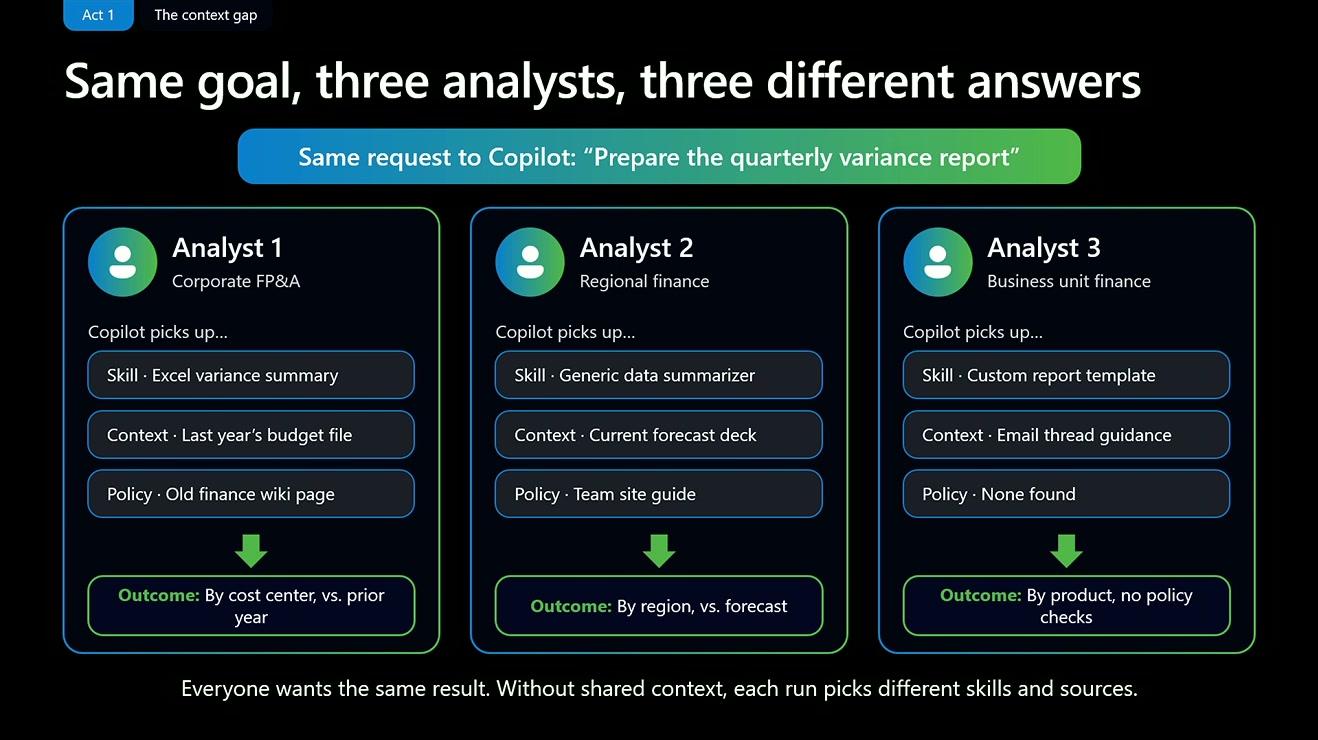 Act 1
The context gap
Same goal, three analysts, three different answers
Same request to Copilot: “Prepare the quarterly variance report”
Analyst 1
Corporate FP&A
Copilot picks up...
Skill · Excel variance summary
Context · Last year’s budget file
Policy · Old finance wiki page
Outcome: By cost center, vs. prior
year
Analyst 2
Regional finance
Copilot picks up...
Skill · Generic data summarizer
Context · Current forecast deck
Policy · Team site guide
Outcome: By region, vs. forecast
Analyst 3
Business unit finance
Copilot picks up...
Skill · Custom report template
Context · Email thread guidance
Policy · None found
Outcome: By product, no policy
checks
Everyone wants the same result. Without shared context, each run picks different skills and sources.